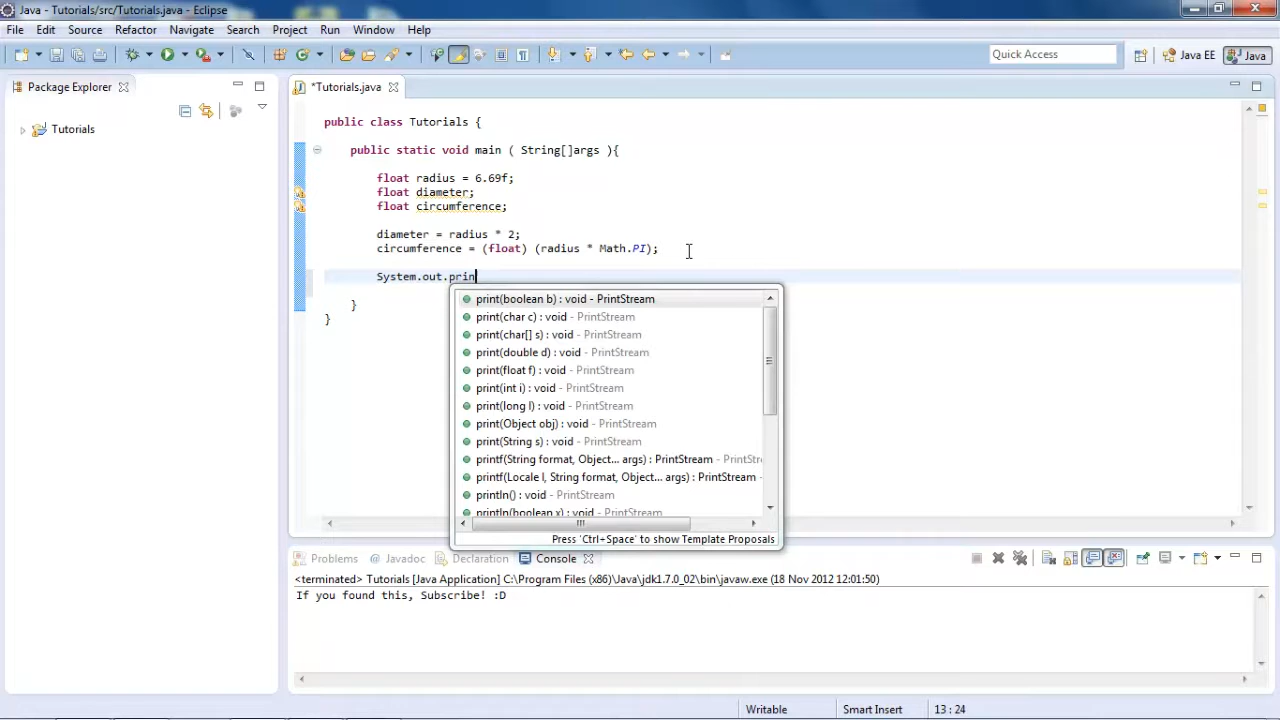 Java - Tutorials/src/Tutorials.java - Eclipse
File Edit Source Refactor Navigate Search Project Run Window Help
Quick Access
Java EE
Java
Package Explorer
*Tutorials.java
Tutorials
public class Tutorials {
public static void main ( String[]args ){
float radius = 6.69f;
float diameter;
float circumference;
diameter = radius * 2;
circumference = (float) (radius * Math.PI);
System.out.prin
}
}
print(boolean b) : void - PrintStream
print(char c) : void - PrintStream
print(char[] s) : void - PrintStream
print(double d) : void - PrintStream
print(float f) : void - PrintStream
print(int i) : void - PrintStream
print(long l) : void - PrintStream
print(Object obj) : void - PrintStream
print(String s) : void - PrintStream
printf(String format, Object... args) : PrintStream - PrintStr
printf(Locale l, String format, Object... args) : PrintStream -
println() : void - PrintStream
println(boolean x) : void - PrintStream
Press 'Ctrl+Space' to show Template Proposals
Problems @ Javadoc Declaration Console
<terminated> Tutorials [Java Application] C:\Program Files (x86)\Java\jdk1.7.0_02\bin\javaw.exe (18 Nov 2012 12:01:50)
If you found this, Subscribe! :D
Writable Smart Insert 13 : 24